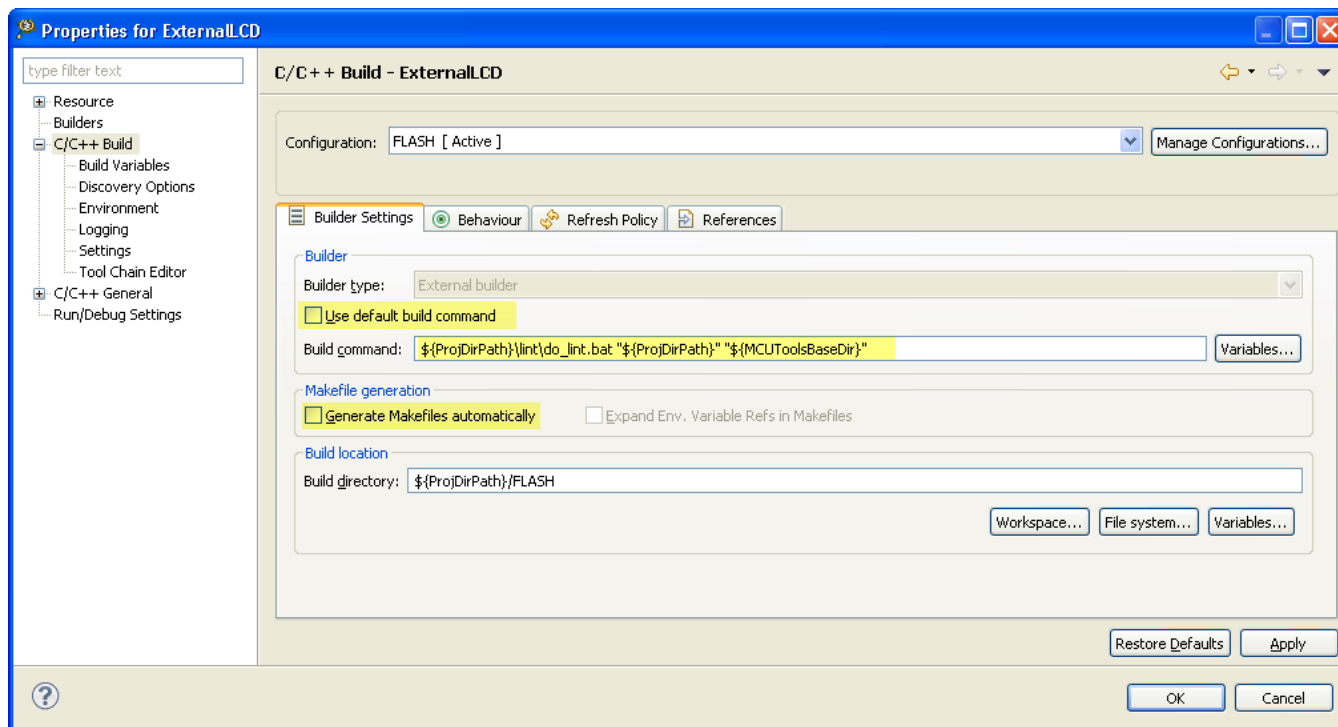 Properties for ExternalLCD
type filter text
Resource
Builders
C/C++ Build
Build Variables
Discovery Options
Environment
Logging
Settings
Tool Chain Editor
C/C++ General
Run/Debug Settings
C/C++ Build - ExternalLCD
Configuration: FLASH [ Active ] Manage Configurations...
Builder Settings Behaviour Refresh Policy References
Builder
Builder type: External builder
Use default build command
Build command: ${ProjDirPath}\lint\do_lint.bat "${ProjDirPath}" "${MCUToolsBaseDir}" Variables...
Makefile generation
Generate Makefiles automatically Expand Env. Variable Refs in Makefiles
Build location
Build directory: ${ProjDirPath}/FLASH
Workspace... File system... Variables...
Restore Defaults Apply
? OK Cancel